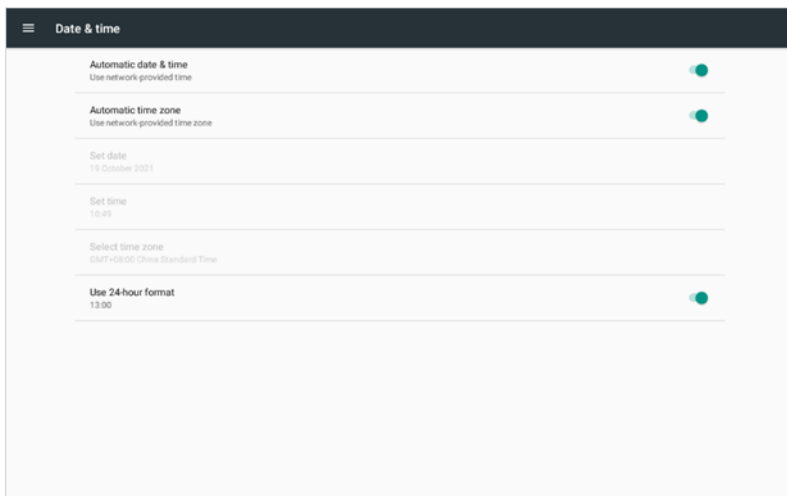 Date & time
Automatic date & time
Use network-provided time
Automatic time zone
Use network-provided time zone
Set date
19 October 2021
Set time
10:49
Select time zone
GMT+08:00 China Standard Time
Use 24-hour format
13:00